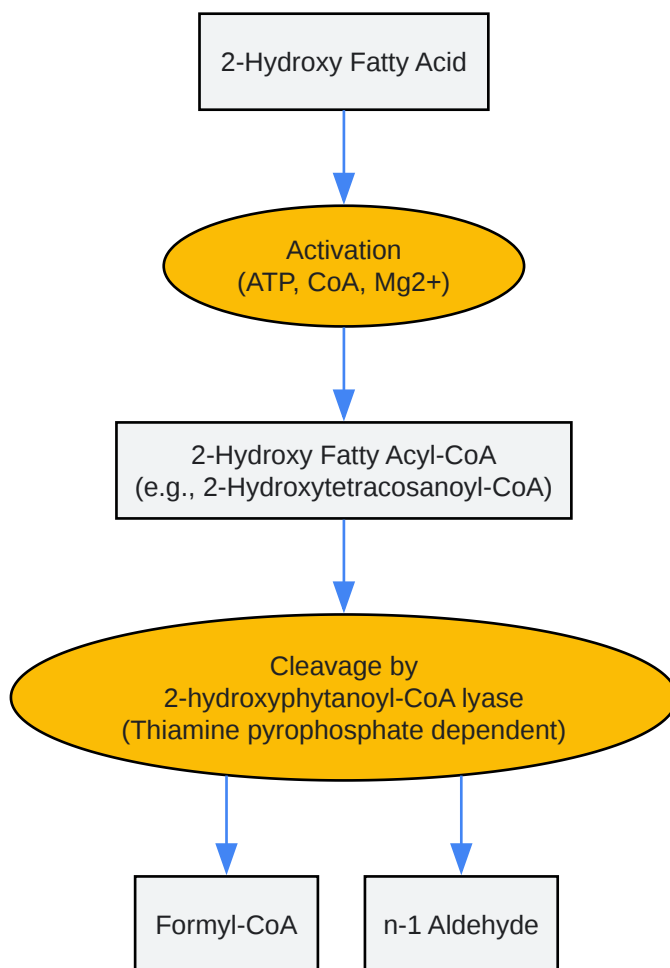 2-Hydroxy Fatty Acid
Activation
(ATP, CoA, Mg2+)
2-Hydroxy Fatty Acyl-CoA
(e.g., 2-Hydroxytetracosanoyl-CoA)
Cleavage by
2-hydroxyphytanoyl-CoA lyase
(Thiamine pyrophosphate dependent)
Formyl-CoA
n-1 Aldehyde